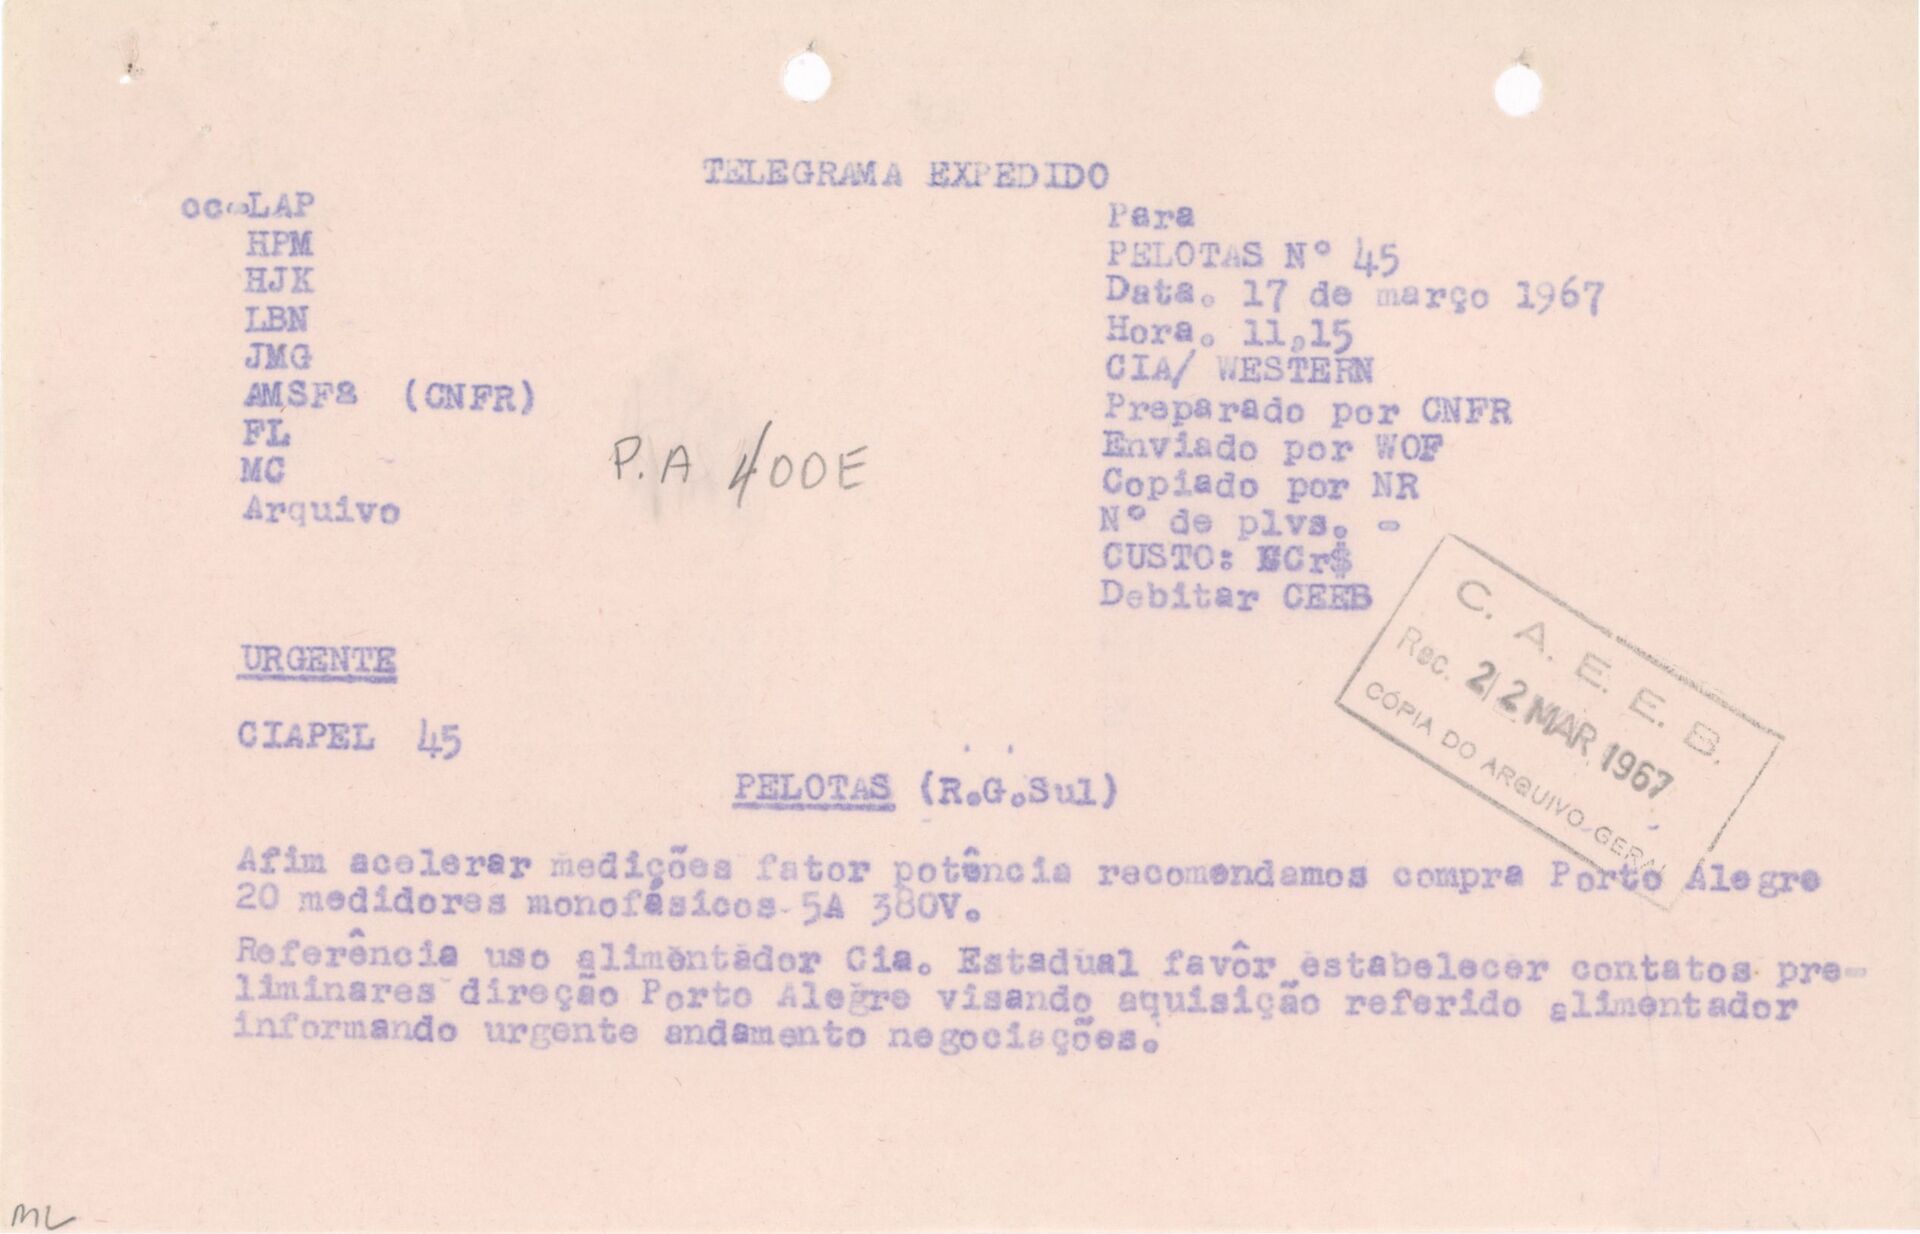 TELEGRAMA EXPEDIDO
cc-LAP
HPM
HJK
LBN
JMG
AMSFª (CNFR)
FL
MC
Arquivo
P.A 400E
Para
PELOTAS Nº 45
Data. 17 de março 1967
Hora. 11,15
CIA/ WESTERN
Preparado por CNFR
Enviado por WOF
Copiado por NR
Nº de plvs. -
CUSTO: NCr$
Debitar CEEB
C. A. E. E. B.
Rec. 22 MAR 1967
CÓPIA DO ARQUIVO GERAL
URGENTE
CIAPEL 45
PELOTAS (R.G.Sul)
Afim acelerar medições fator potência recomendamos compra Porto Alegre
20 medidores monofásicos 5A 380V.
Referência uso alimentador Cia. Estadual favôr estabelecer contatos pre-
liminares direção Porto Alegre visando aquisição referido alimentador
informando urgente andamento negociações.
ML